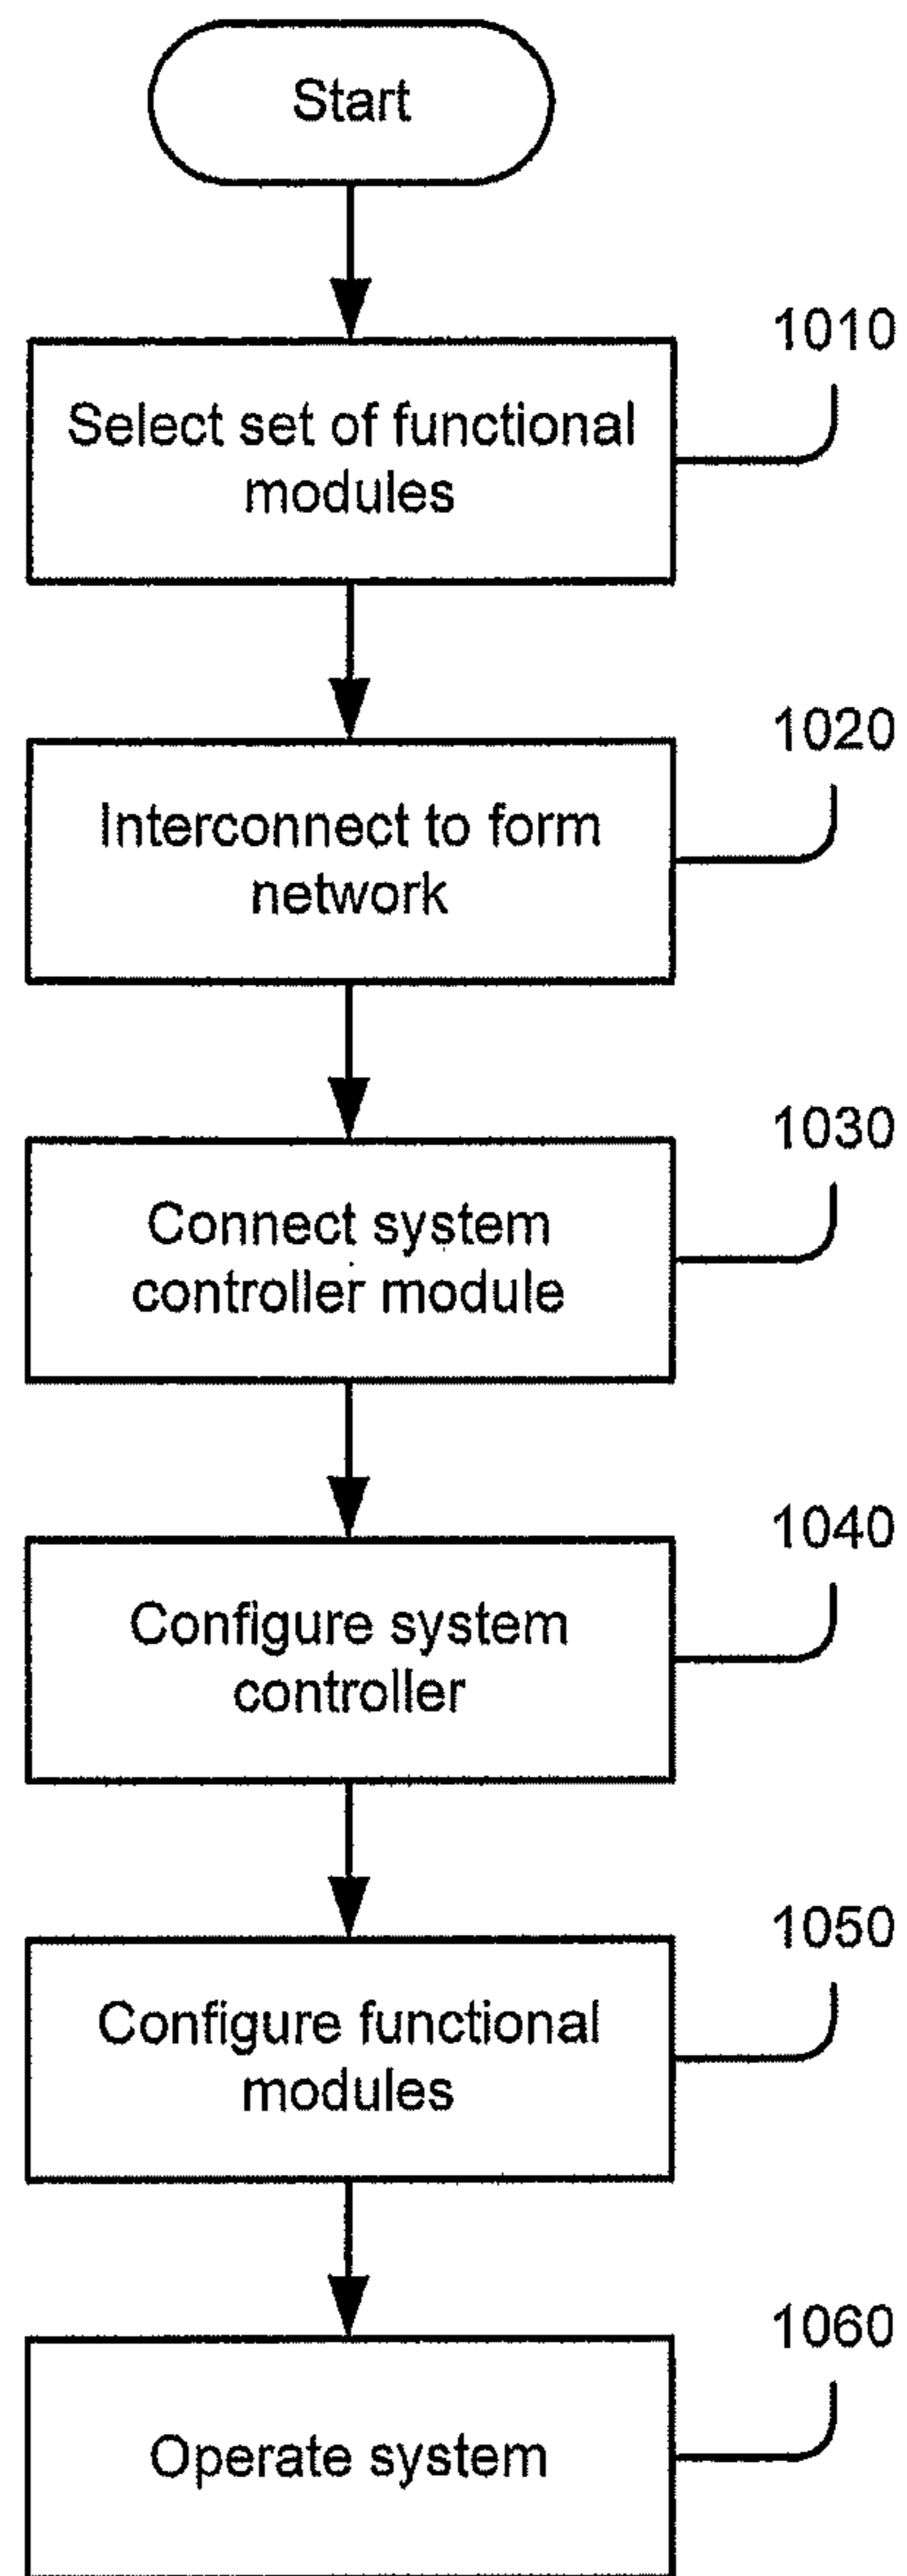 Start
1010
Select set of functional
modules
1020
Interconnect to form
network
1030
Connect system
controller module
1040
Configure system
controller
1050
Configure functional
modules
1060
Operate system